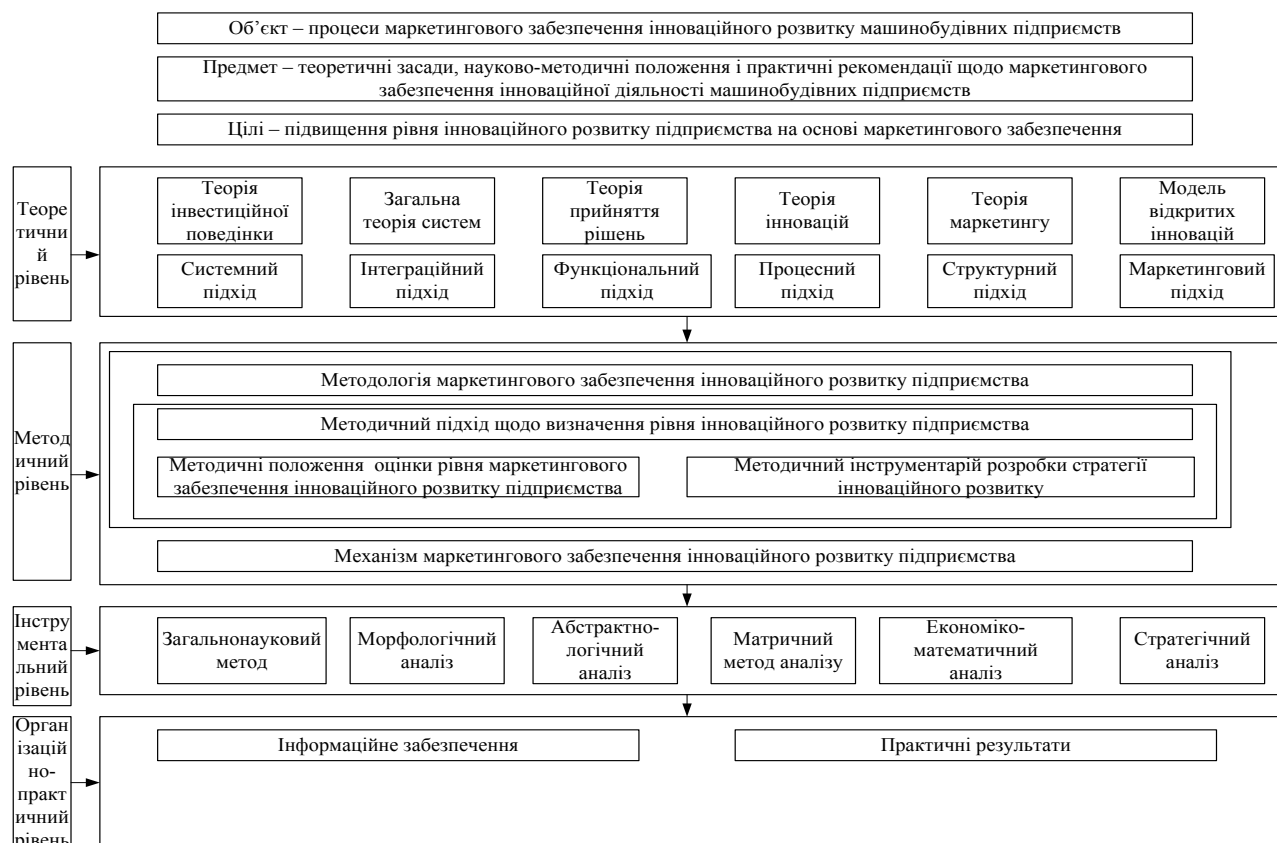 Об’єкт – процеси маркетингового забезпечення інноваційного розвитку машинобудівних підприємств
Предмет – теоретичні засади, науково-методичні положення і практичні рекомендації щодо маркетингового
забезпечення інноваційної діяльності машинобудівних підприємств
Цілі – підвищення рівня інноваційного розвитку підприємства на основі маркетингового забезпечення
Теоре
тични
й
рівень
Теорія
інвестиційної
поведінки
Загальна
теорія систем
Теорія
прийняття
рішень
Теорія
інновацій
Теорія
маркетингу
Модель
відкритих
інновацій
Системний
підхід
Інтеграційний
підхід
Функціональний
підхід
Процесний
підхід
Структурний
підхід
Маркетинговий
підхід
Метод
ичний
рівень
Методологія маркетингового забезпечення інноваційного розвитку підприємства
Методичний підхід щодо визначення рівня інноваційного розвитку підприємства
Методичні положення оцінки рівня маркетингового
забезпечення інноваційного розвитку підприємства
Методичний інструментарій розробки стратегії
інноваційного розвитку
Механізм маркетингового забезпечення інноваційного розвитку підприємства
Інстру
мента
льний
рівень
Загальнонауковий
метод
Морфологічний
аналіз
Абстрактно-
логічний
аналіз
Матричний
метод аналізу
Економіко-
математичний
аналіз
Стратегічний
аналіз
Орган
ізацій
но-
практ
ичний
рівень
Інформаційне забезпечення
Практичні результати